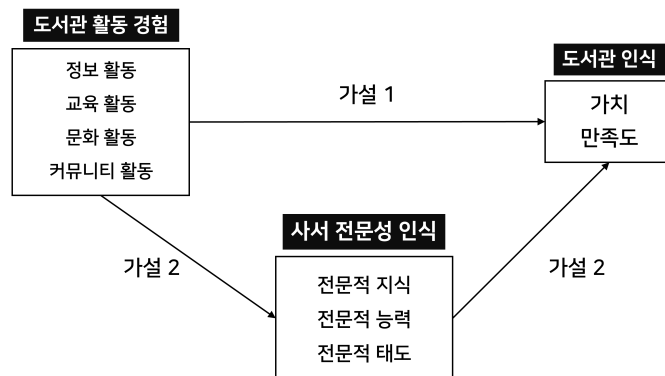 도서관 활동 경험
정보 활동
교육 활동
문화 활동
커뮤니티 활동
가설 1
도서관 인식
가치
만족도
가설 2
사서 전문성 인식
전문적 지식
전문적 능력
전문적 태도
가설 2